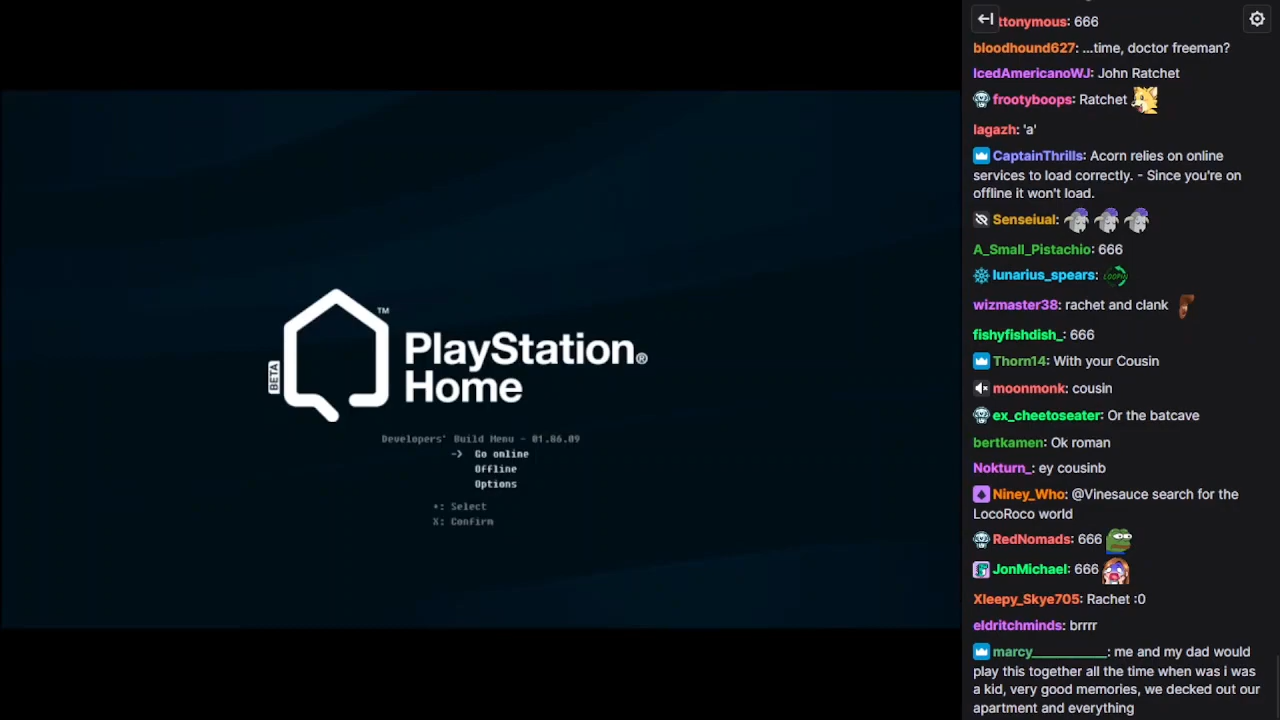 BETA
TM
PlayStation®
Home
Developers' Build Menu - 01.86.09
-> Go online
Offline
Options
+: Select
X: Confirm
ttonymous: 666
bloodhound627: ...time, doctor freeman?
IcedAmericanoWJ: John Ratchet
frootyboops: Ratchet
lagazh: 'a'
CaptainThrills: Acorn relies on online
services to load correctly. - Since you're on
offline it won't load.
Senseiual:
A_Small_Pistachio: 666
lunarius_spears:
wizmaster38: rachet and clank
fishyfishdish_: 666
Thorn14: With your Cousin
moonmonk: cousin
ex_cheetoseater: Or the batcave
bertkamen: Ok roman
Nokturn_: ey cousinb
Niney_Who: @Vinesauce search for the
LocoRoco world
RedNomads: 666
JonMichael: 666
Xleepy_Skye705: Rachet :0
eldritchminds: brrrr
marcy__________: me and my dad would
play this together all the time when was i was
a kid, very good memories, we decked out our
apartment and everything